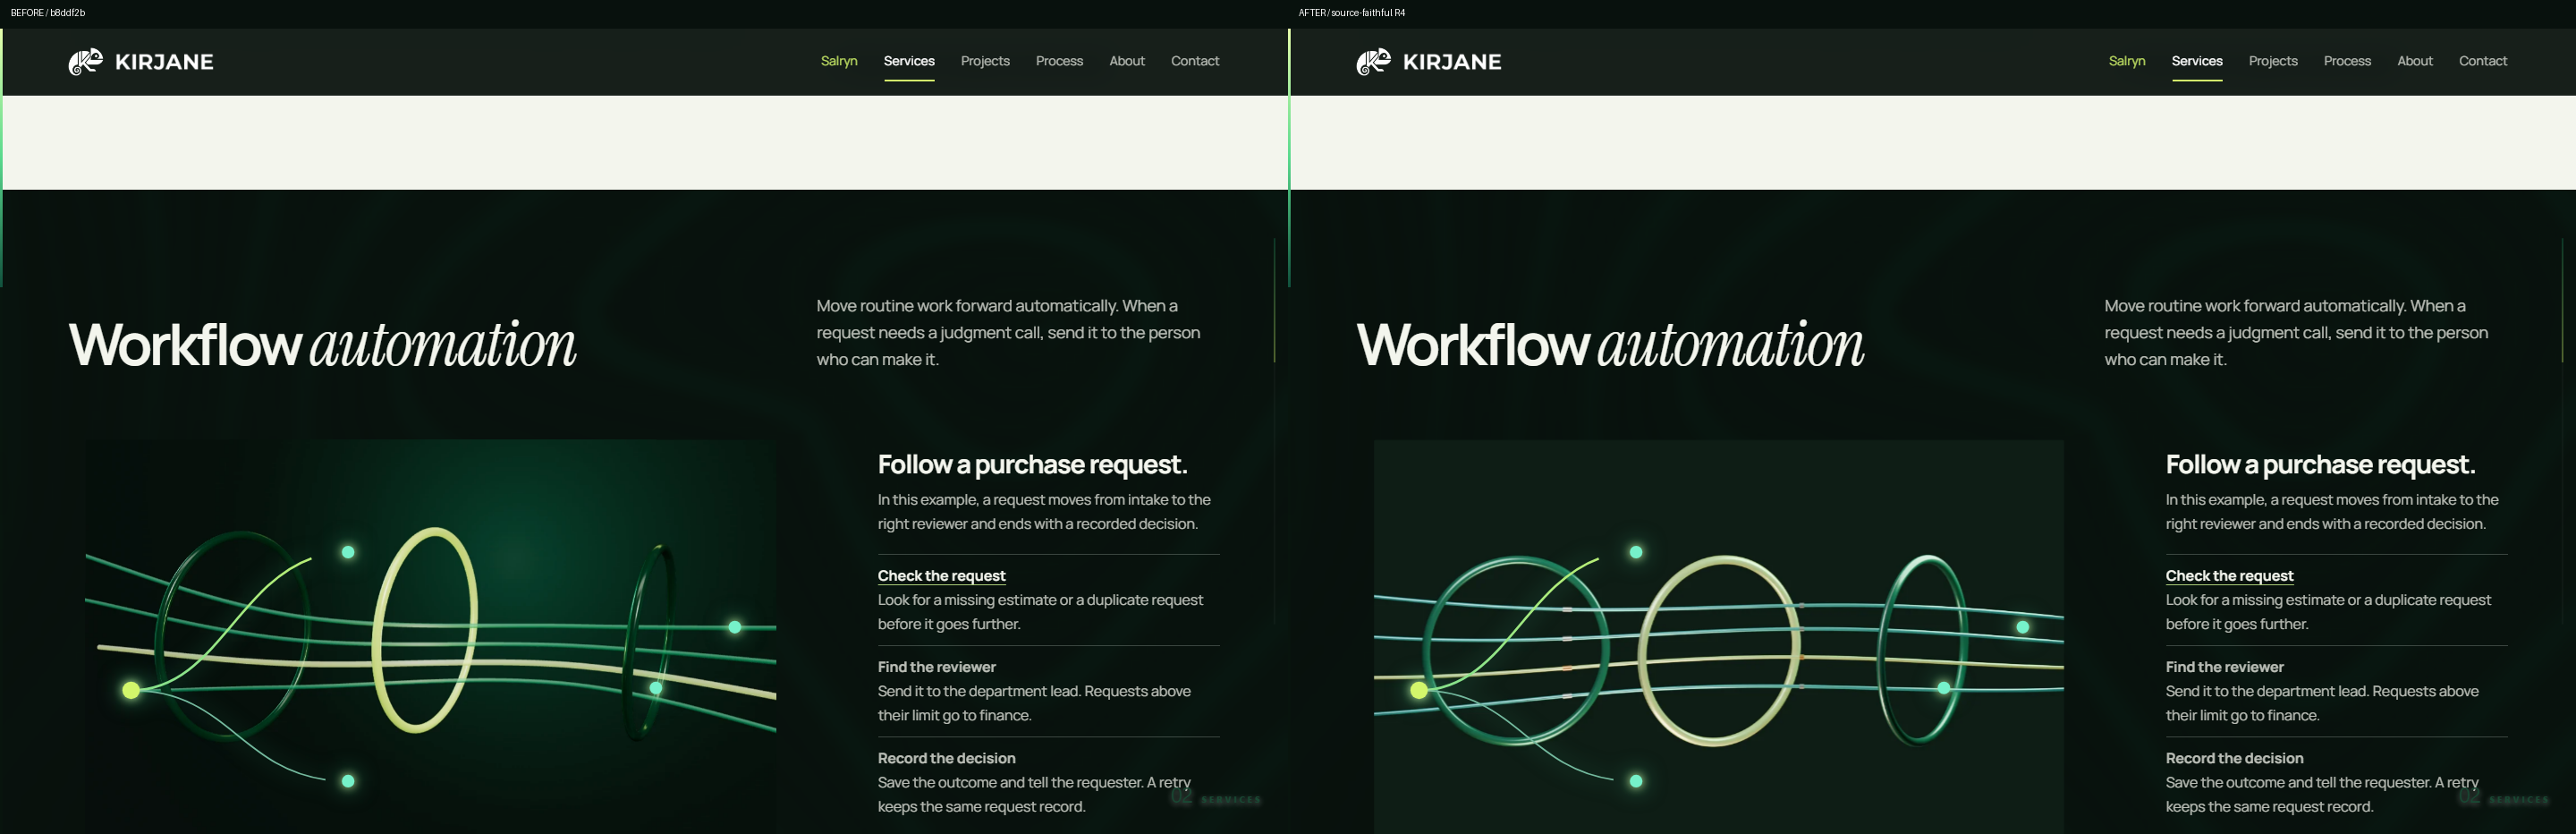 BEFORE / b8ddf2b
KIRJANE
Salryn Services Projects Process About Contact
Workflow automation
Move routine work forward automatically. When a
request needs a judgment call, send it to the person
who can make it.
Follow a purchase request.
In this example, a request moves from intake to the
right reviewer and ends with a recorded decision.
Check the request
Look for a missing estimate or a duplicate request
before it goes further.
Find the reviewer
Send it to the department lead. Requests above
their limit go to finance.
Record the decision
Save the outcome and tell the requester. A retry
keeps the same request record.
02 SERVICES
AFTER / source-faithful R4
KIRJANE
Salryn Services Projects Process About Contact
Workflow automation
Move routine work forward automatically. When a
request needs a judgment call, send it to the person
who can make it.
Follow a purchase request.
In this example, a request moves from intake to the
right reviewer and ends with a recorded decision.
Check the request
Look for a missing estimate or a duplicate request
before it goes further.
Find the reviewer
Send it to the department lead. Requests above
their limit go to finance.
Record the decision
Save the outcome and tell the requester. A retry
keeps the same request record.
02 SERVICES